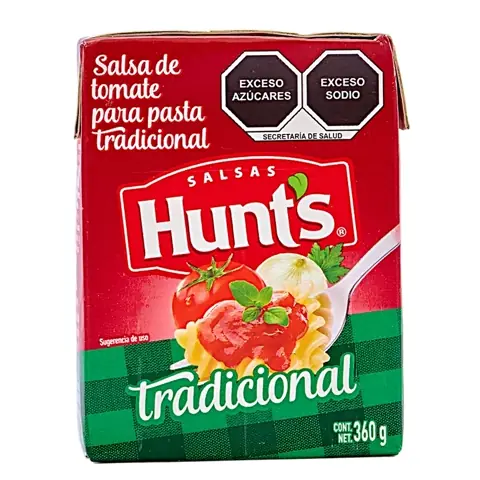 Salsa de
tomate
para pasta
tradicional
EXCESO
AZÚCARES
EXCESO
SODIO
SECRETARÍA DE SALUD
SALSAS
Hunt's®
Sugerencia de uso
tradicional
CONT.
NET. 360 g